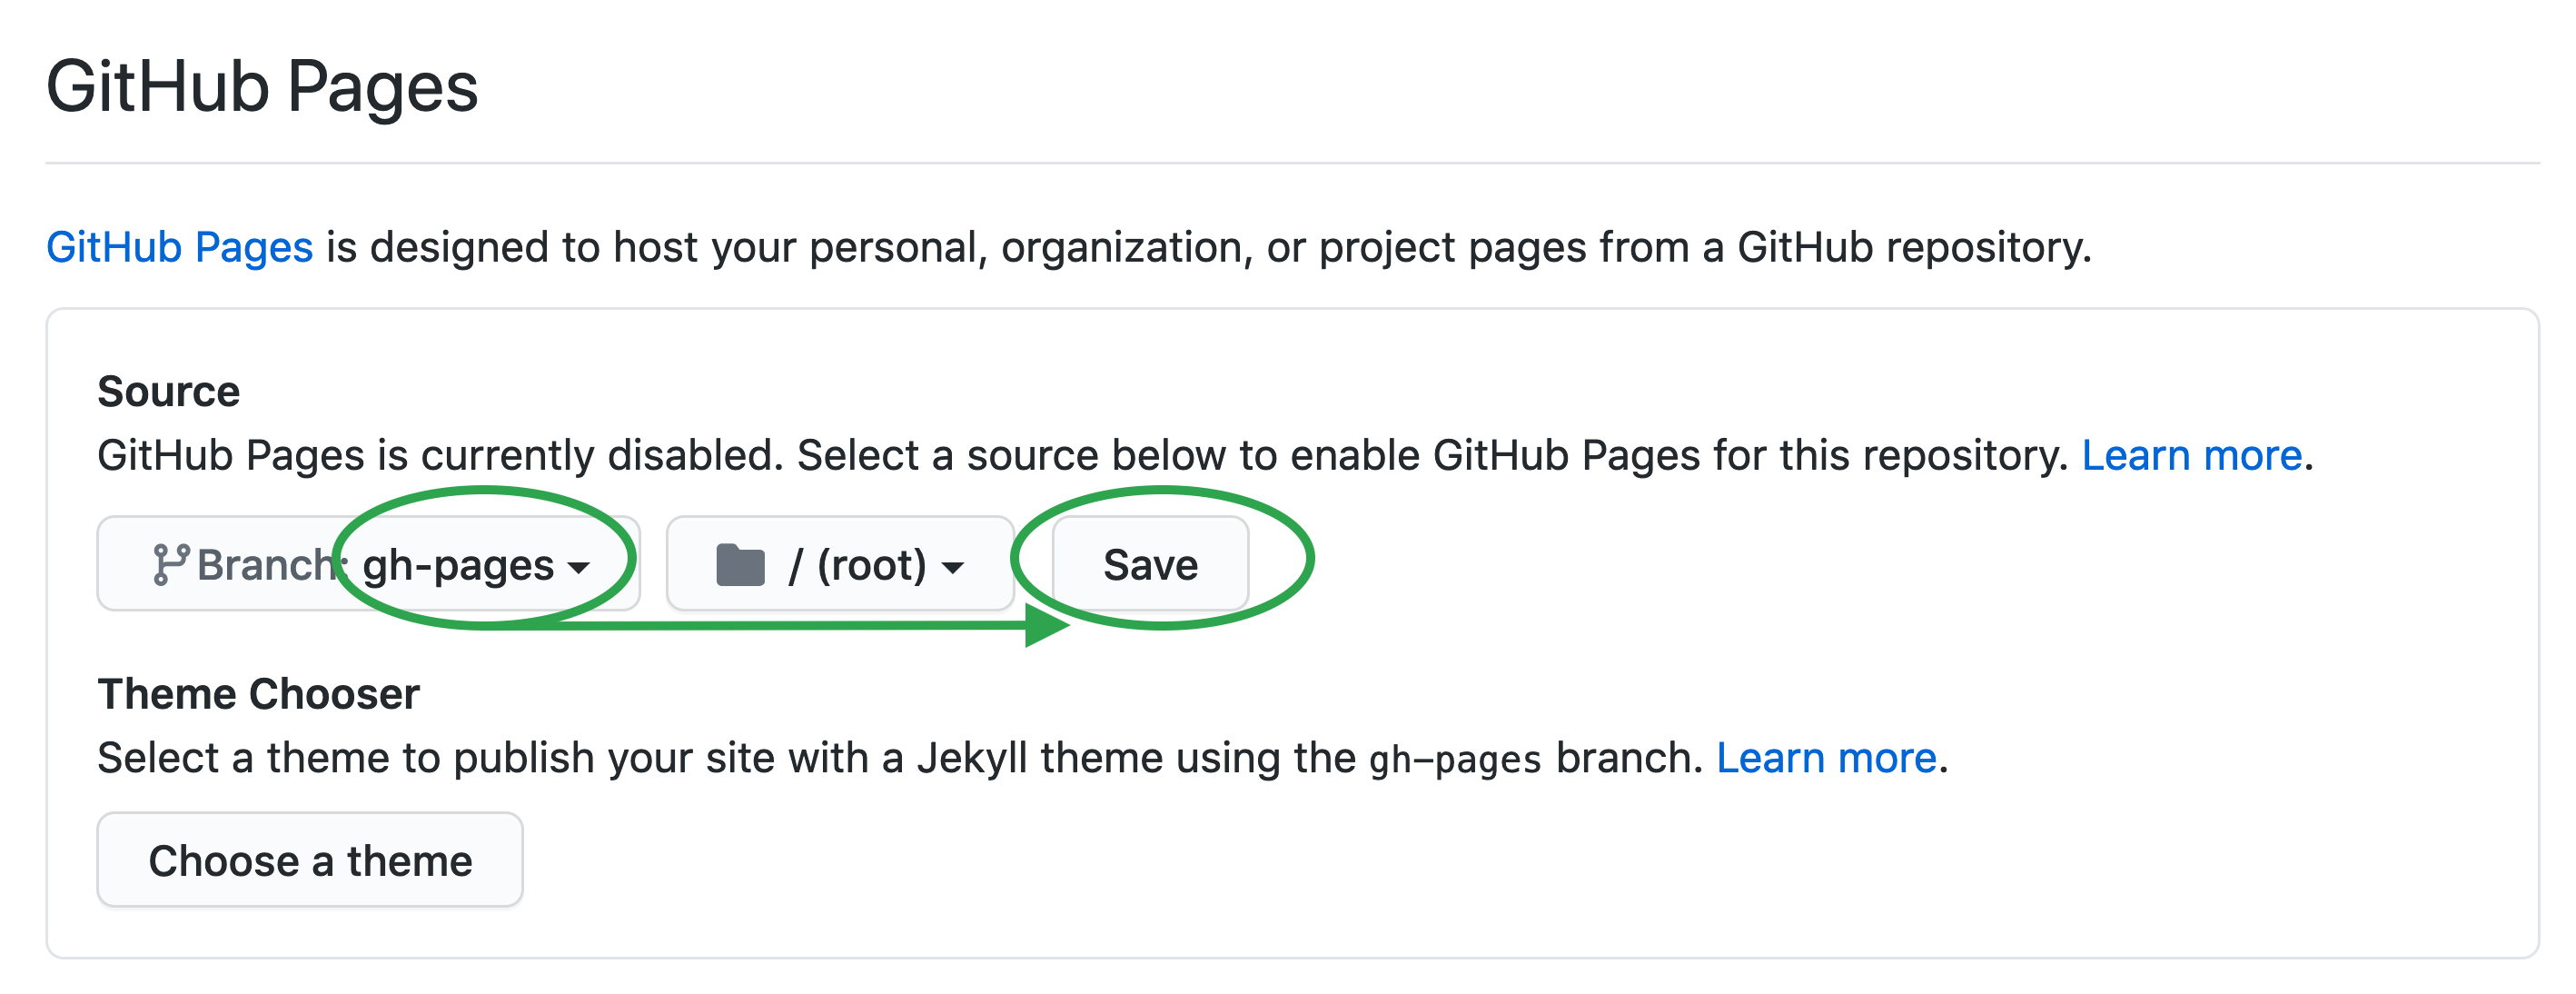 GitHub Pages
GitHub Pages is designed to host your personal, organization, or project pages from a GitHub repository.
Source
GitHub Pages is currently disabled. Select a source below to enable GitHub Pages for this repository. Learn more.
Branch: gh-pages / (root) Save
Theme Chooser
Select a theme to publish your site with a Jekyll theme using the gh-pages branch. Learn more.
Choose a theme